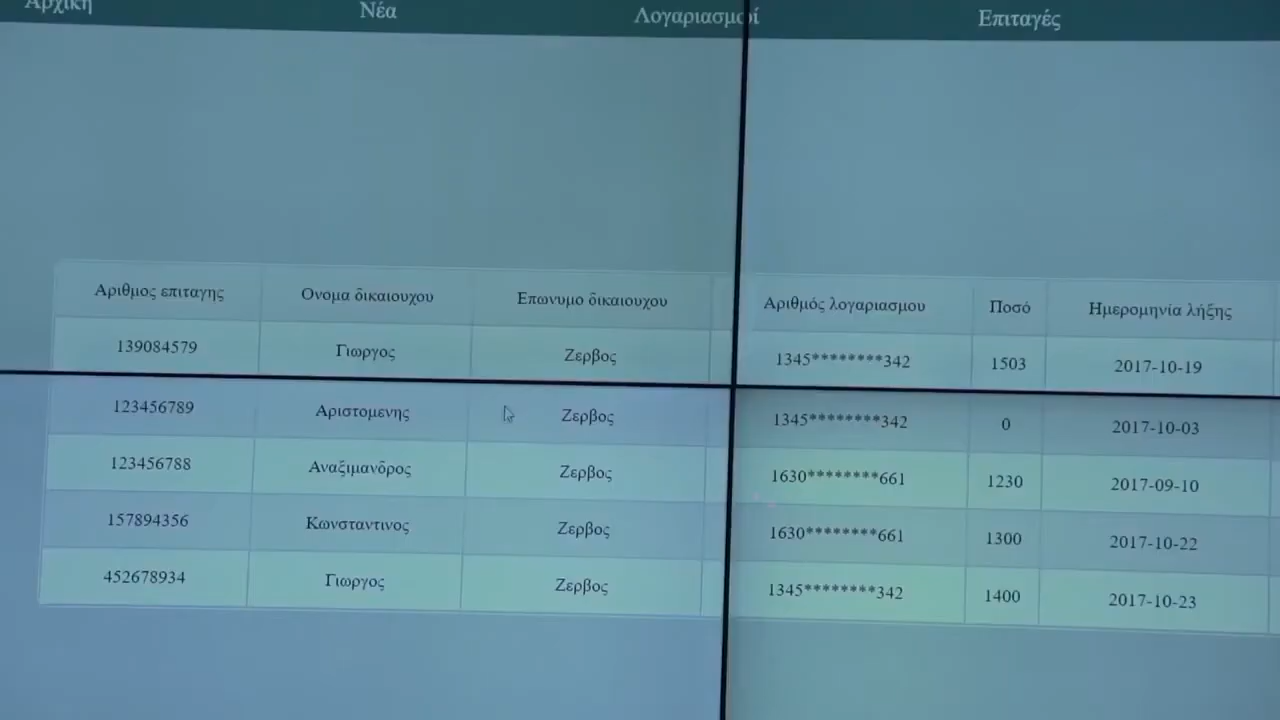 Αρχική Νέα Λογαριασμοί Επιταγές
Αριθμος επιταγης Ονομα δικαιουχου Επωνυμο δικαιουχου Αριθμός λογαριασμου Ποσό Ημερομηνία λήξης
139084579 Γιωργος Ζερβος 1345********342 1503 2017-10-19
123456789 Αριστομενης Ζερβος 1345********342 0 2017-10-03
123456788 Αναξιμανδρος Ζερβος 1630********661 1230 2017-09-10
157894356 Κωνσταντινος Ζερβος 1630********661 1300 2017-10-22
452678934 Γιωργος Ζερβος 1345********342 1400 2017-10-23